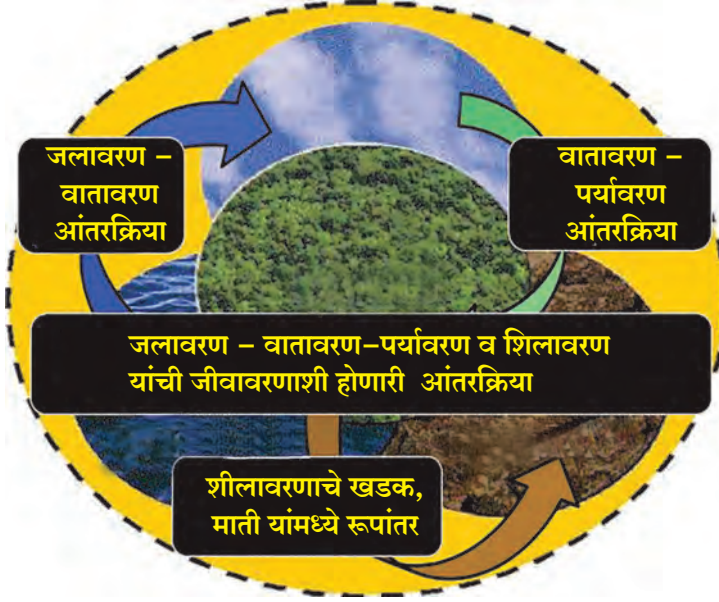 जलावरण –
वातावरण
आंतरक्रिया
वातावरण –
पर्यावरण
आंतरक्रिया
जलावरण – वातावरण–पर्यावरण व शिलावरण
यांची जीवावरणाशी होणारी आंतरक्रिया
शीलावरणाचे खडक,
माती यांमध्ये रूपांतर